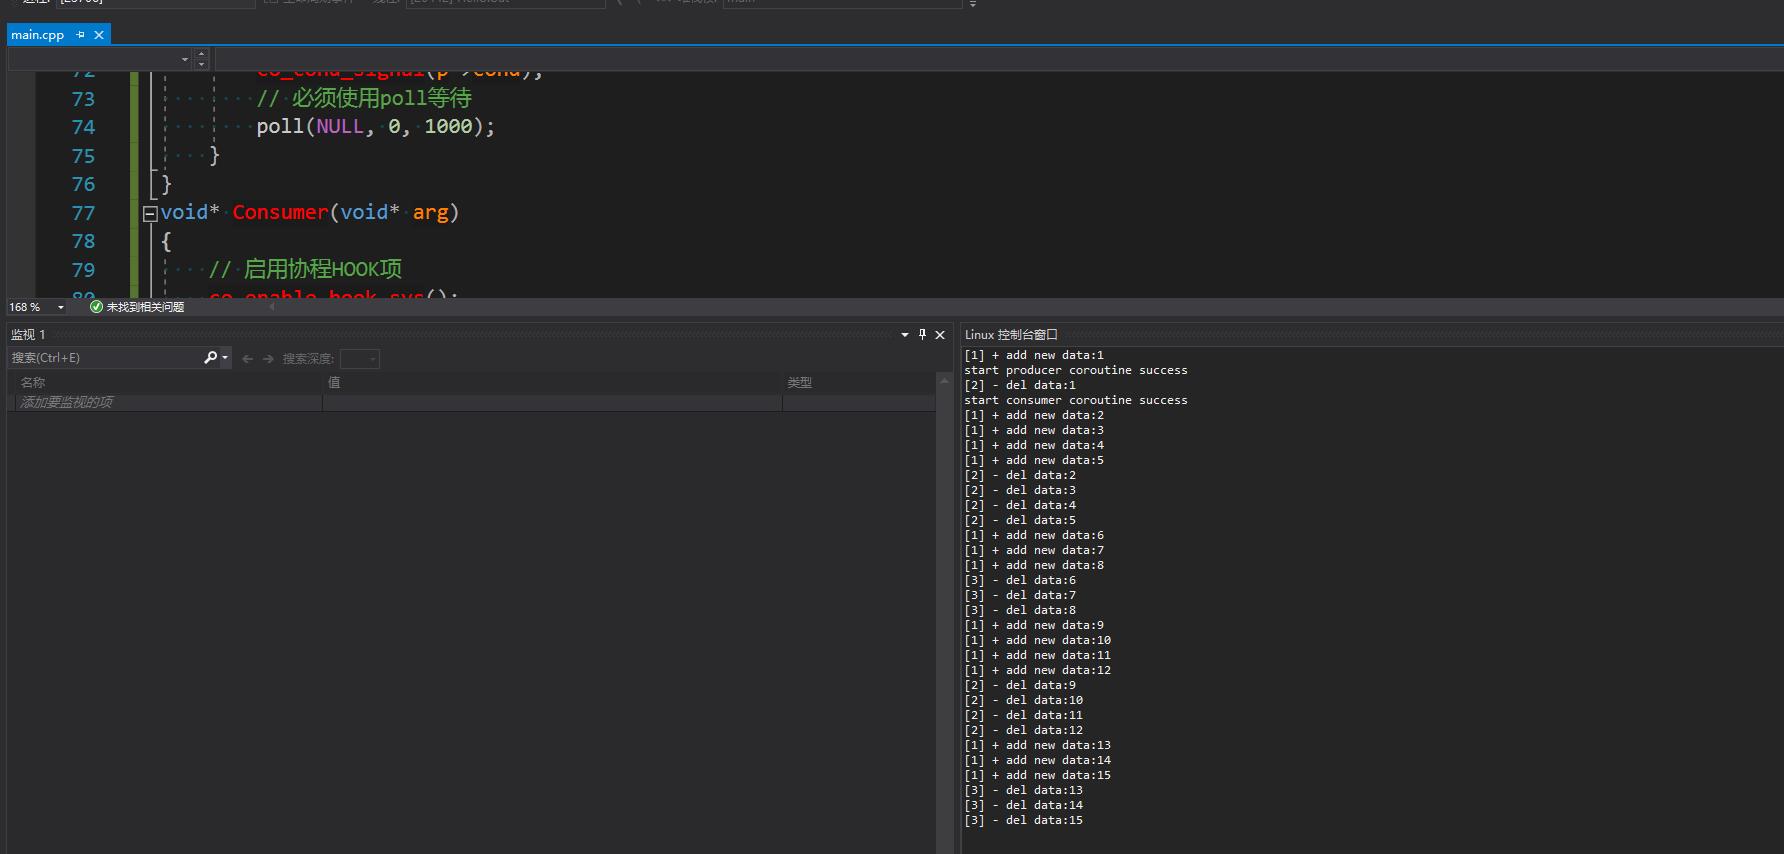 main.cpp
72 co_cond_signal(p->cond);
73 // 必须使用poll等待
74 poll(NULL, 0, 1000);
75 }
76 }
77 void* Consumer(void* arg)
78 {
79 // 启用协程HOOK项
80 co_enable_hook_sys();
168 % 未找到相关问题
监视 1
搜索(Ctrl+E) 搜索深度:
名称 值 类型
添加要监视的项
Linux 控制台窗口
[1] + add new data:1
start producer coroutine success
[2] - del data:1
start consumer coroutine success
[1] + add new data:2
[1] + add new data:3
[1] + add new data:4
[1] + add new data:5
[2] - del data:2
[2] - del data:3
[2] - del data:4
[2] - del data:5
[1] + add new data:6
[1] + add new data:7
[1] + add new data:8
[3] - del data:6
[3] - del data:7
[3] - del data:8
[1] + add new data:9
[1] + add new data:10
[1] + add new data:11
[1] + add new data:12
[2] - del data:9
[2] - del data:10
[2] - del data:11
[2] - del data:12
[1] + add new data:13
[1] + add new data:14
[1] + add new data:15
[3] - del data:13
[3] - del data:14
[3] - del data:15